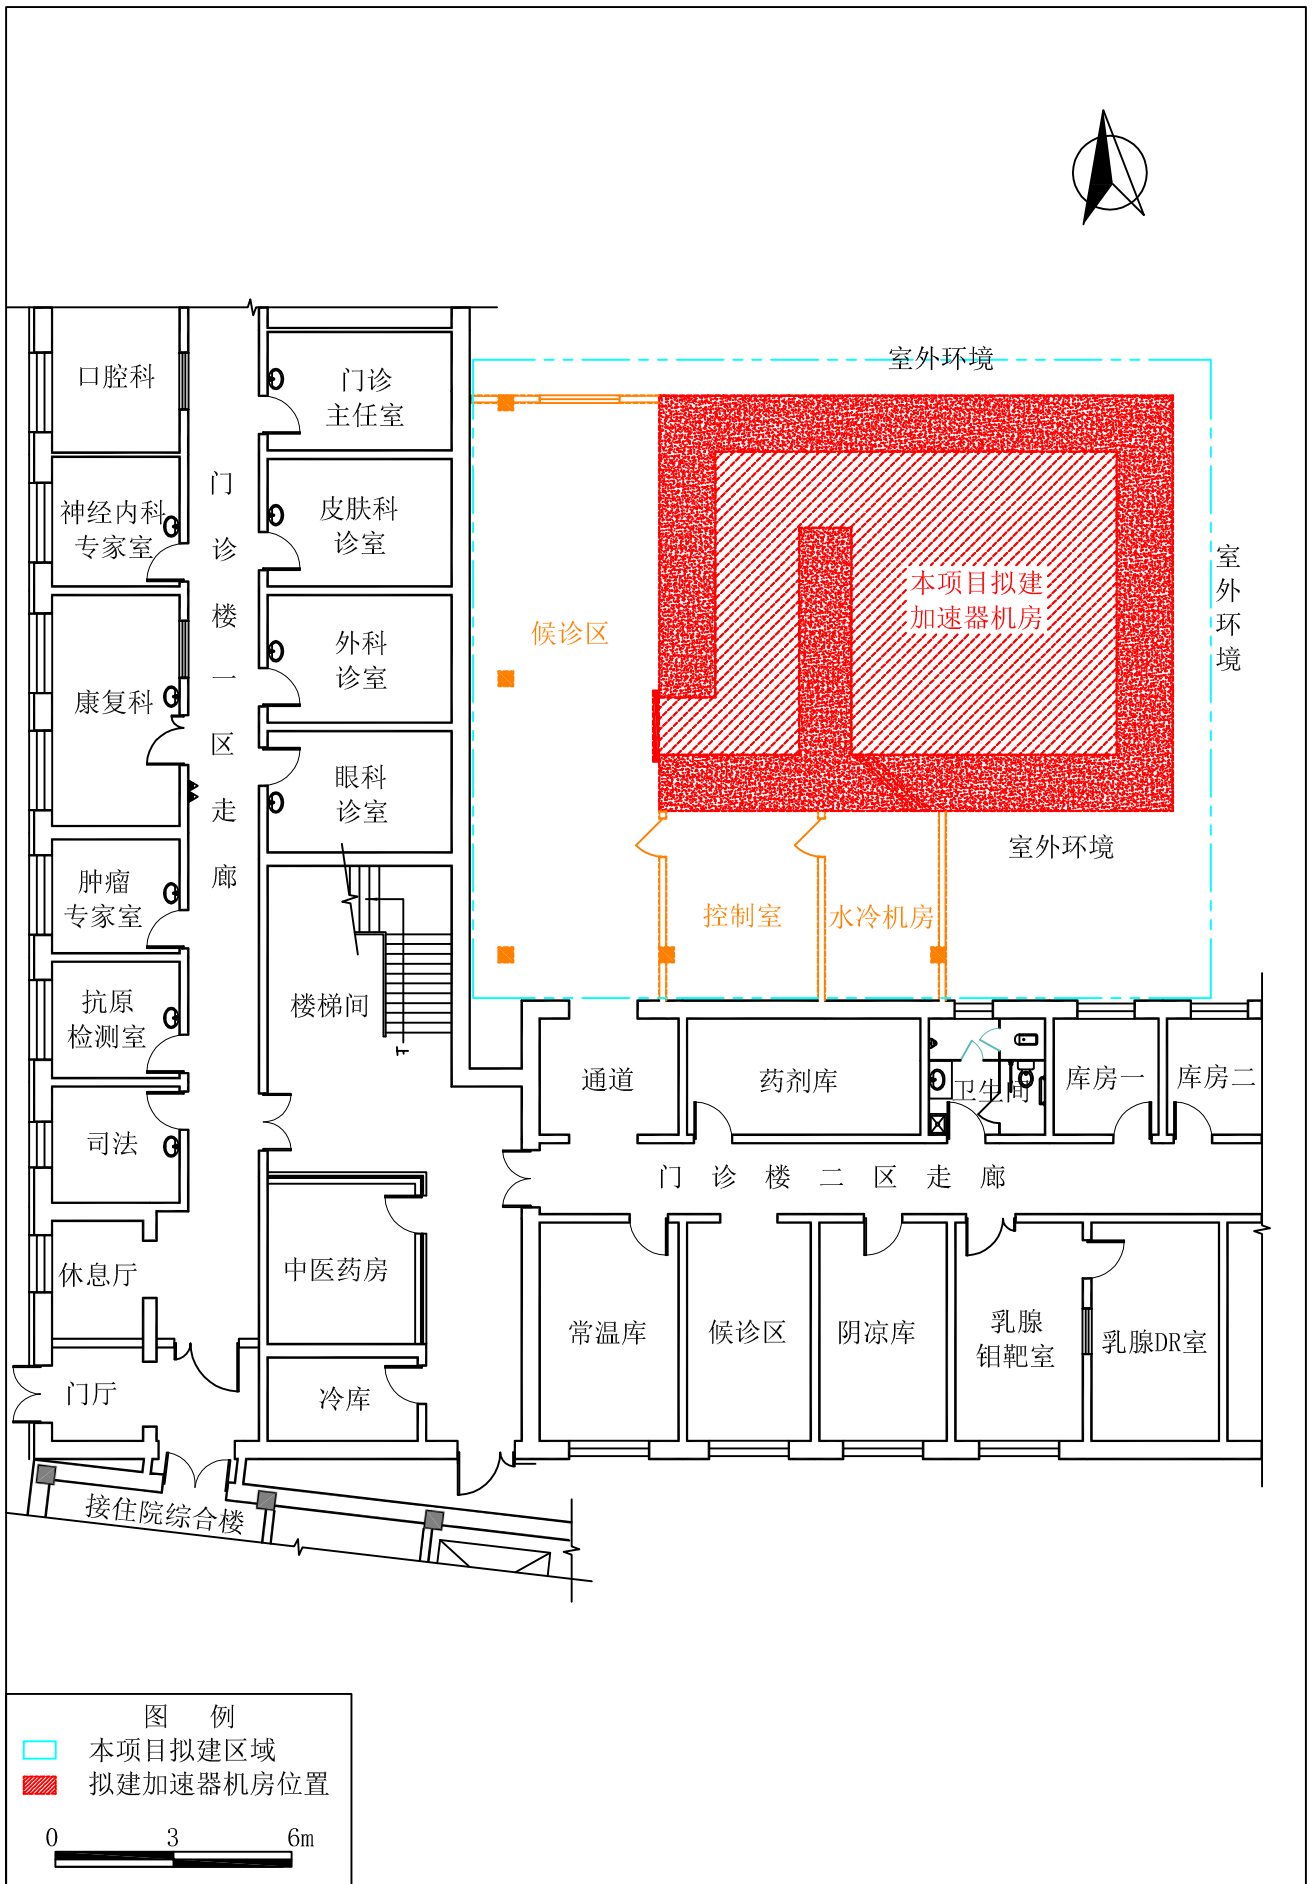 室外环境
口腔科
门诊
主任室
门诊楼一区走廊
神经内科
专家室
皮肤科
诊室
室外环境
本项目拟建
加速器机房
候诊区
外科
诊室
康复科
眼科
诊室
室外环境
肿瘤
专家室
控制室
水冷机房
抗原
检测室
楼梯间
下
通道
药剂库
卫生间
库房一
库房二
司法
门诊楼二区走廊
休息厅
中医药房
常温库
候诊区
阴凉库
乳腺
钼靶室
乳腺DR室
门厅
冷库
接住院综合楼
图 例
本项目拟建区域
拟建加速器机房位置
0 3 6m